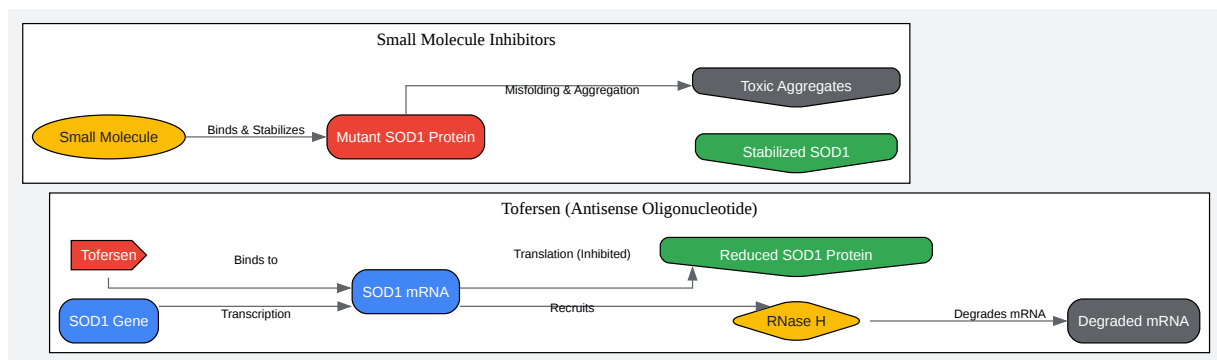 Small Molecule Inhibitors
Toxic Aggregates
Misfolding & Aggregation
Small Molecule
Binds & Stabilizes
Mutant SOD1 Protein
Stabilized SOD1
Tofersen (Antisense Oligonucleotide)
Tofersen
Binds to
Translation (Inhibited)
Reduced SOD1 Protein
SOD1 mRNA
SOD1 Gene
Transcription
Recruits
RNase H
Degrades mRNA
Degraded mRNA